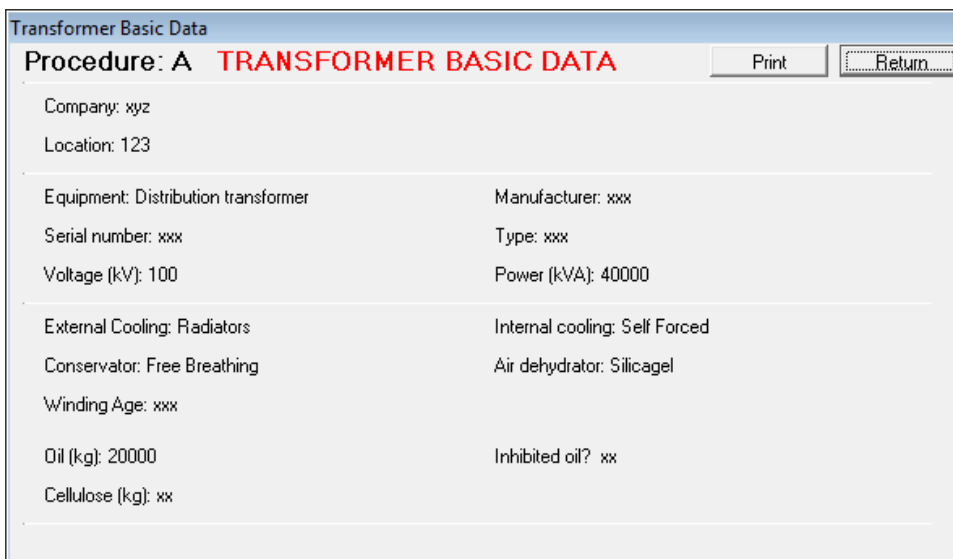 Transformer Basic Data
Procedure: A TRANSFORMER BASIC DATA Print Return
Company: xyz
Location: 123
Equipment: Distribution transformer Manufacturer: xxx
Serial number: xxx Type: xxx
Voltage (kV): 100 Power (kVA): 40000
External Cooling: Radiators Internal cooling: Self Forced
Conservator: Free Breathing Air dehydrator: Silicagel
Winding Age: xxx
Oil (kg): 20000 Inhibited oil? xx
Cellulose (kg): xx